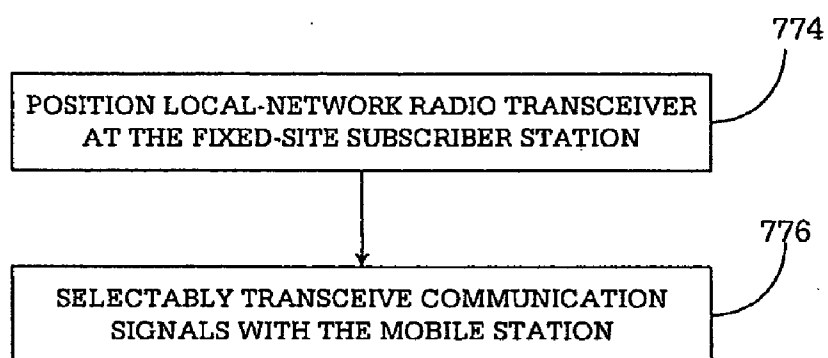 774
POSITION LOCAL-NETWORK RADIO TRANSCEIVER
AT THE FIXED-SITE SUBSCRIBER STATION
776
SELECTABLY TRANSCEIVE COMMUNICATION
SIGNALS WITH THE MOBILE STATION